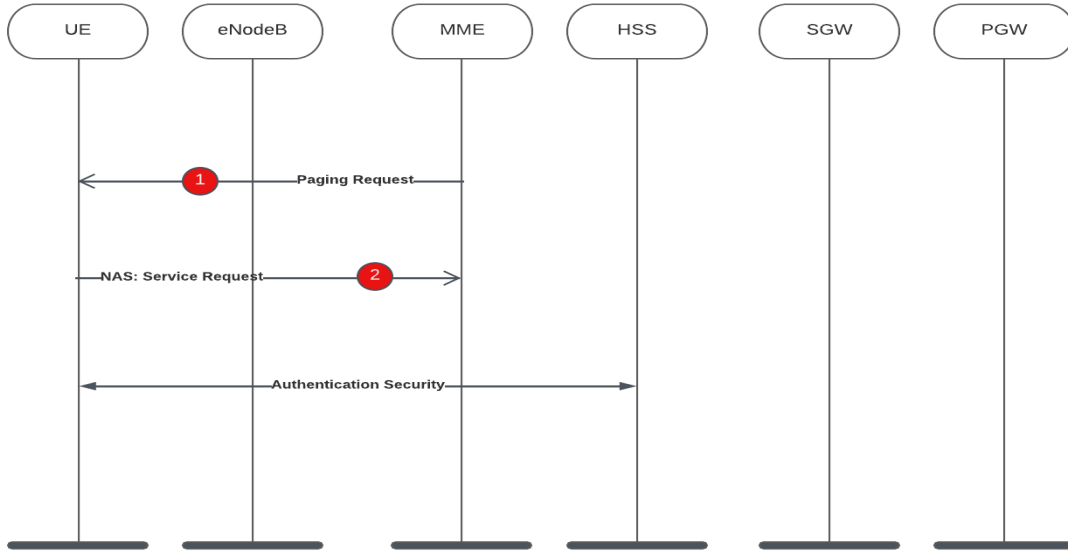 UE
eNodeB
MME
HSS
SGW
PGW
1
Paging Request
NAS: Service Request
2
Authentication Security